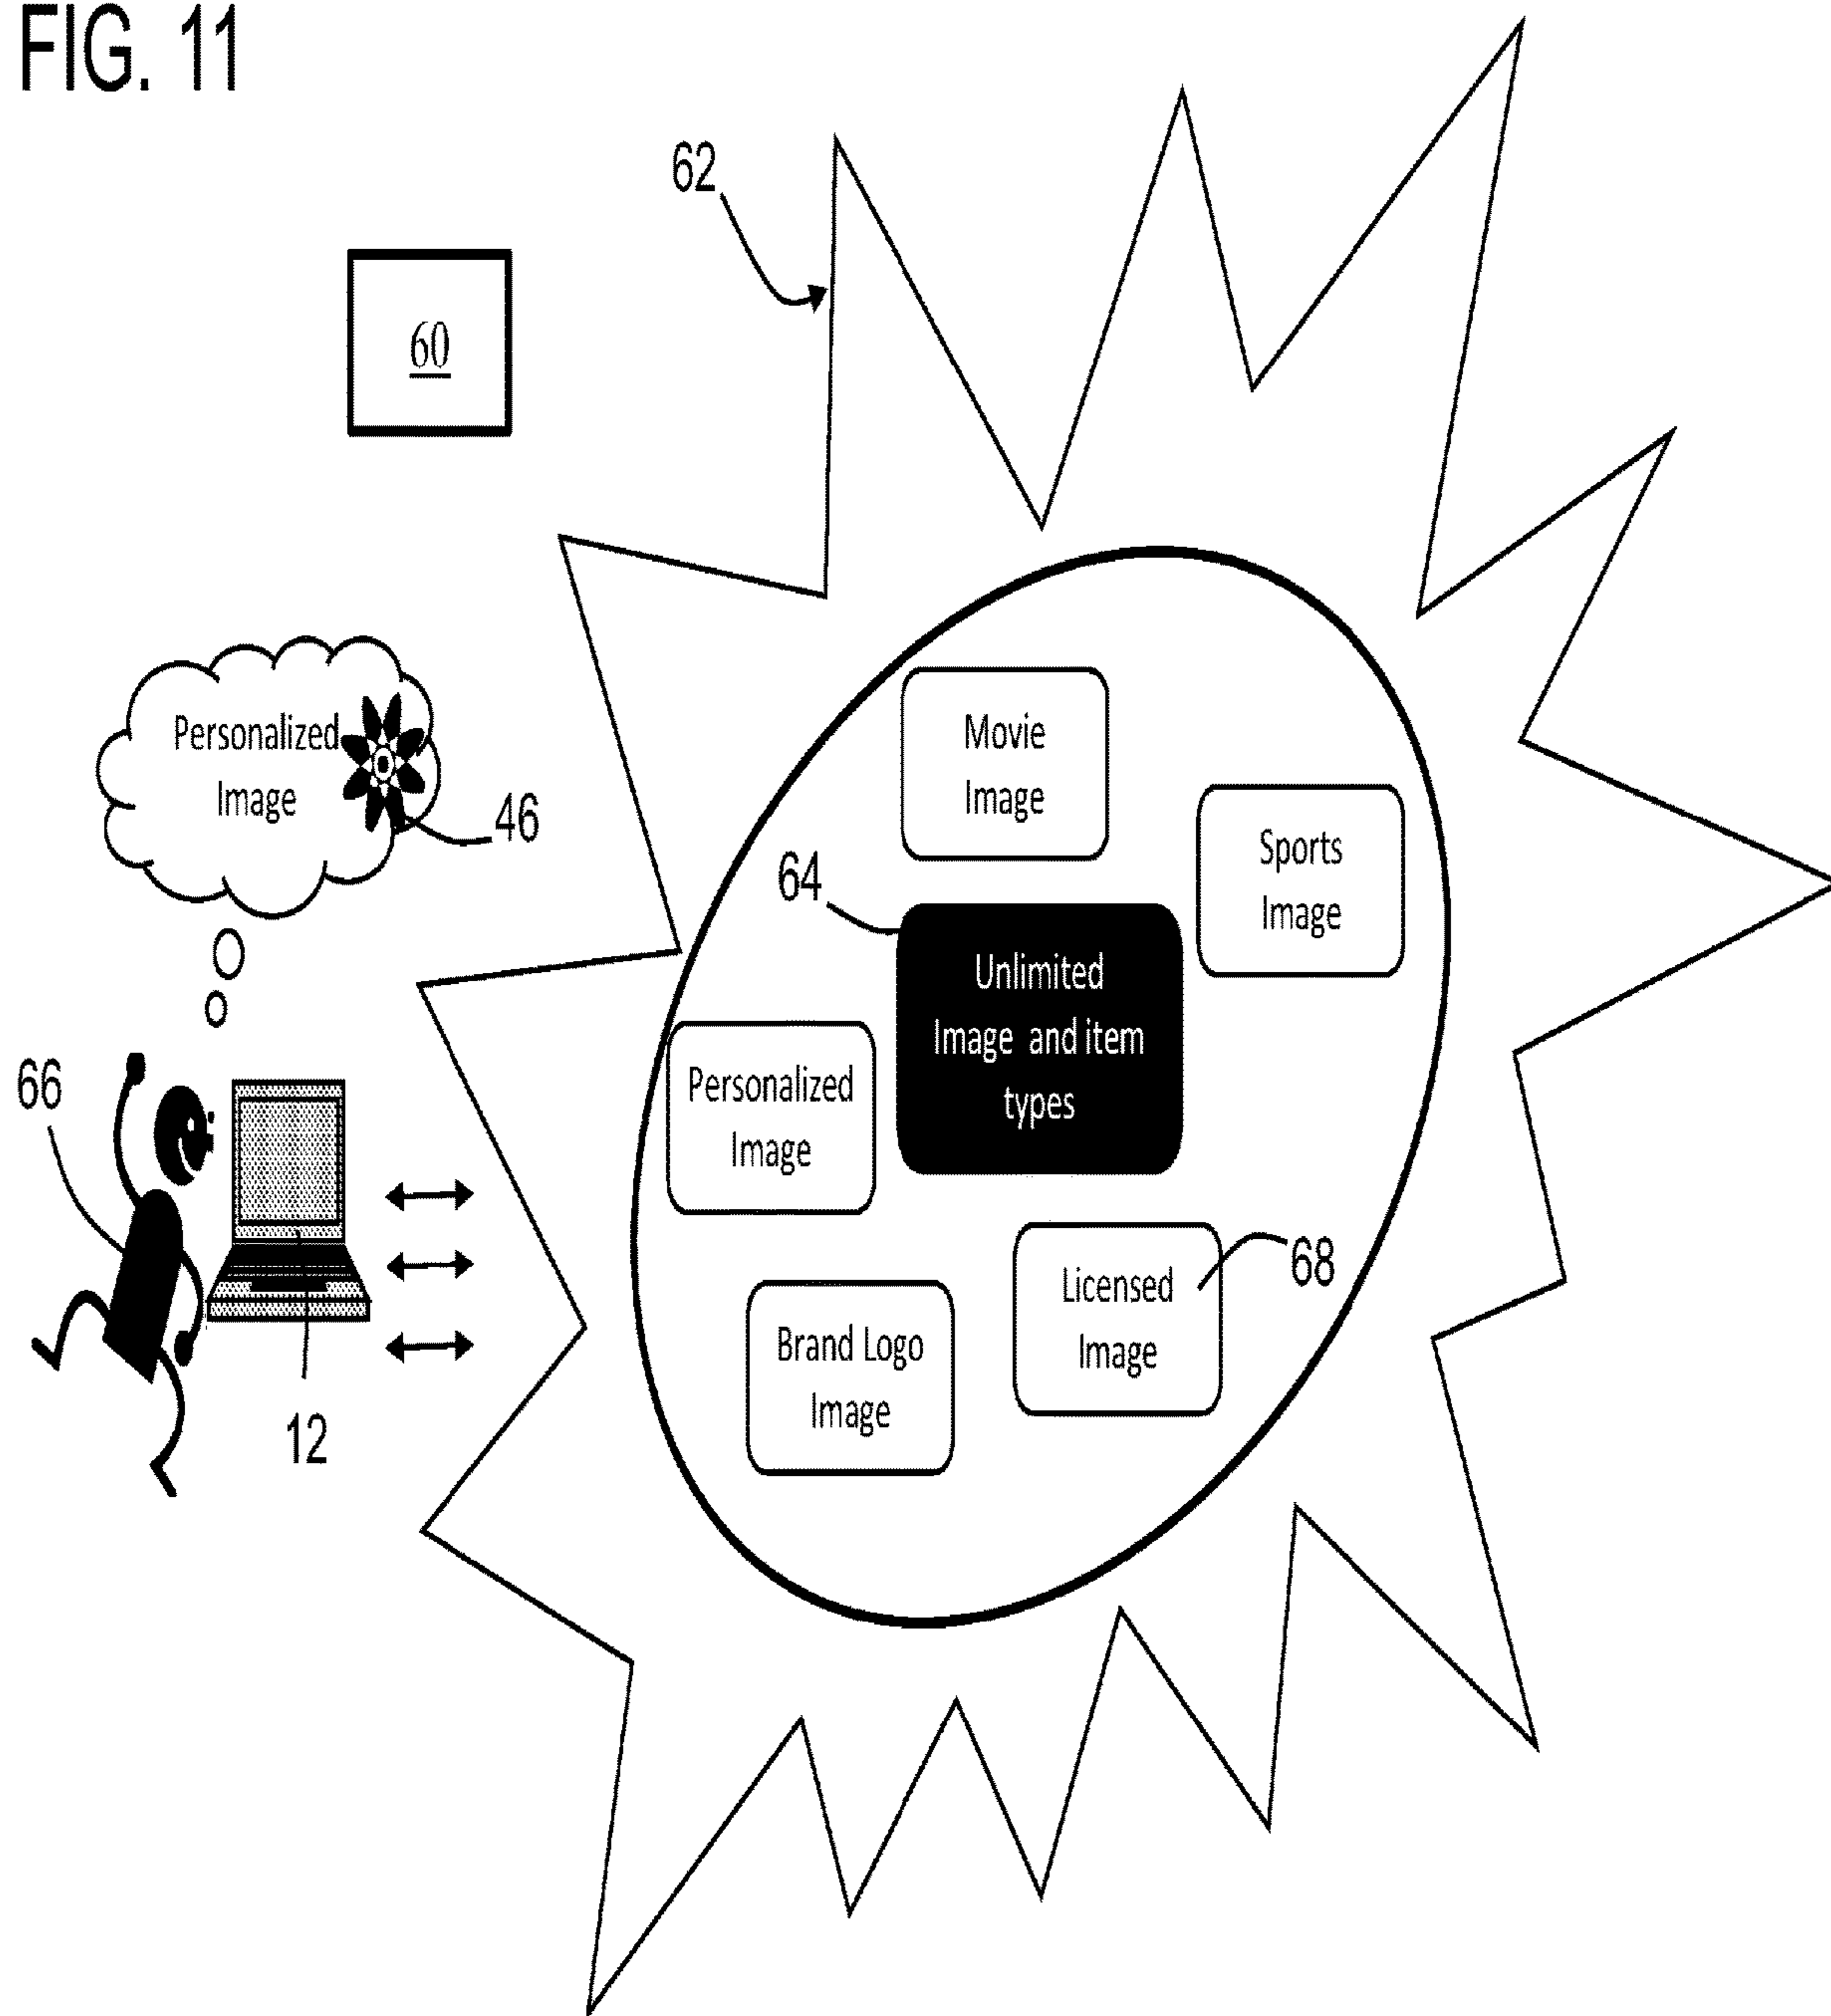 FIG. 11
62
60
Personalized
Image
46
Movie
Image
Sports
Image
64
Unlimited
Image and item
types
66
Personalized
Image
68
Licensed
Image
Brand Logo
Image
12